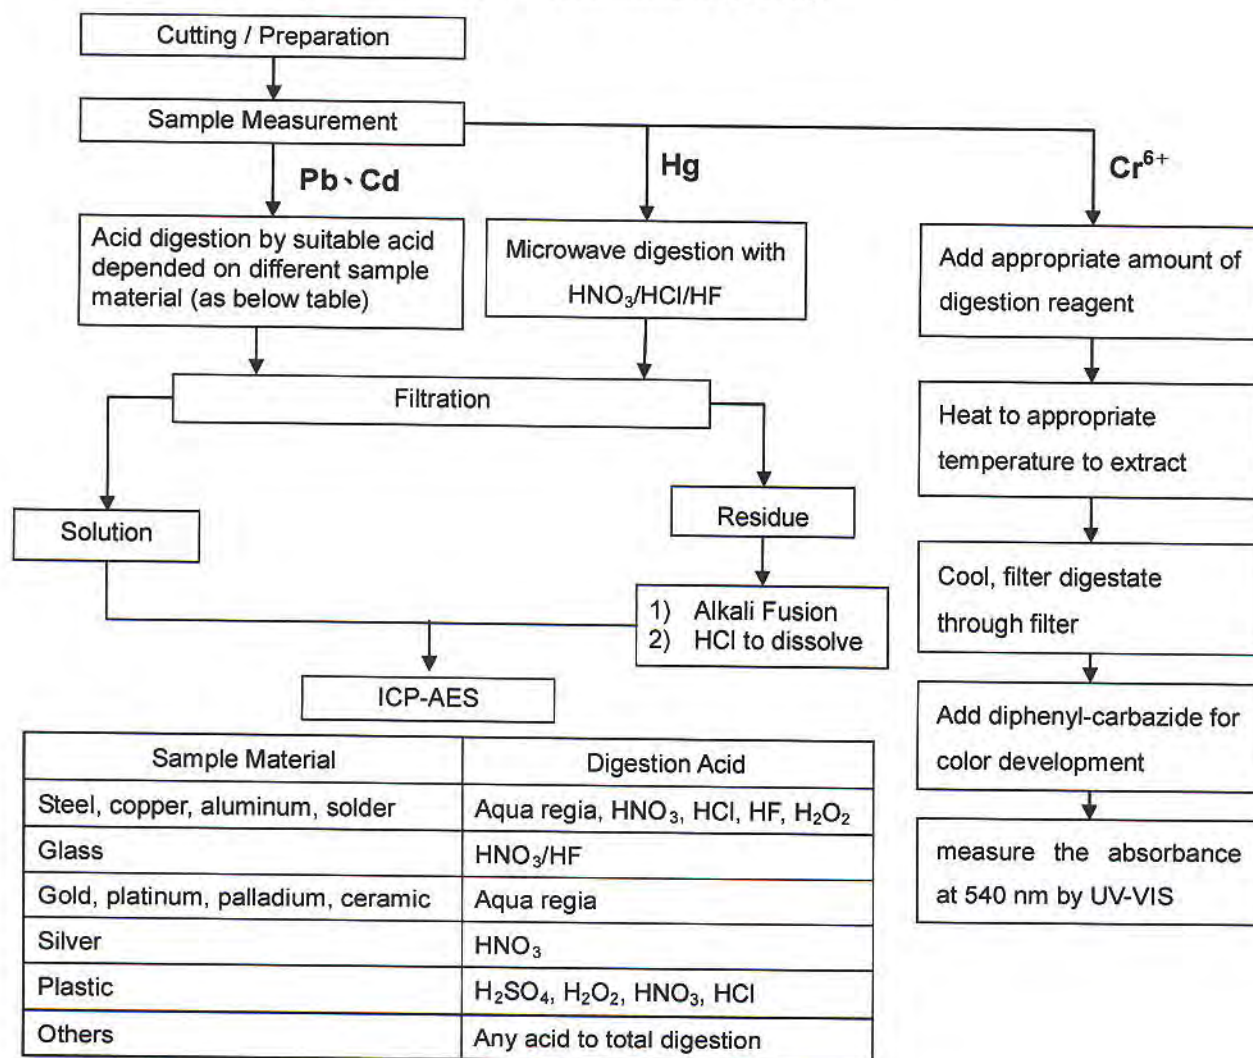 Cutting / Preparation
Sample Measurement
Pb、Cd
Hg
Cr⁶⁺
Acid digestion by suitable acid
depended on different sample
material (as below table)
Microwave digestion with
HNO₃/HCl/HF
Add appropriate amount of
digestion reagent
Filtration
Heat to appropriate
temperature to extract
Solution
Residue
Cool, filter digestate
through filter
1) Alkali Fusion
2) HCl to dissolve
ICP-AES
Add diphenyl-carbazide for
color development
measure the absorbance
at 540 nm by UV-VIS
Sample Material Digestion Acid
Steel, copper, aluminum, solder Aqua regia, HNO₃, HCl, HF, H₂O₂
Glass HNO₃/HF
Gold, platinum, palladium, ceramic Aqua regia
Silver HNO₃
Plastic H₂SO₄, H₂O₂, HNO₃, HCl
Others Any acid to total digestion